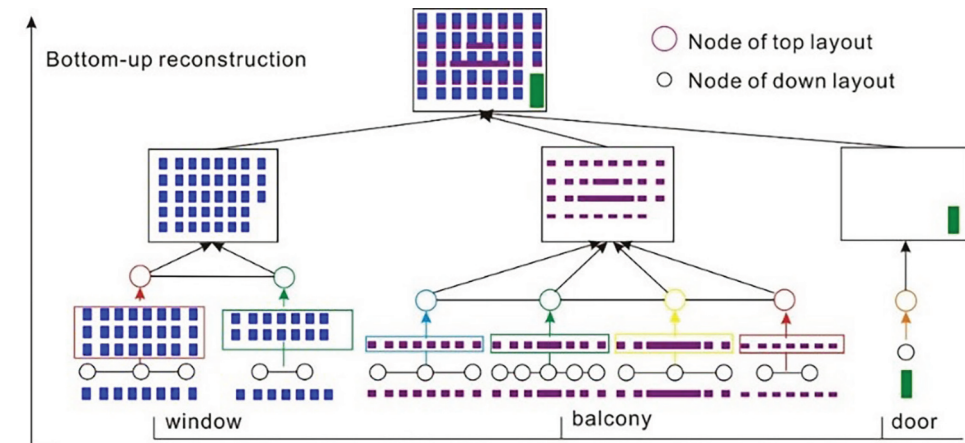 Bottom-up reconstruction
Node of top layout
Node of down layout
window
balcony
door